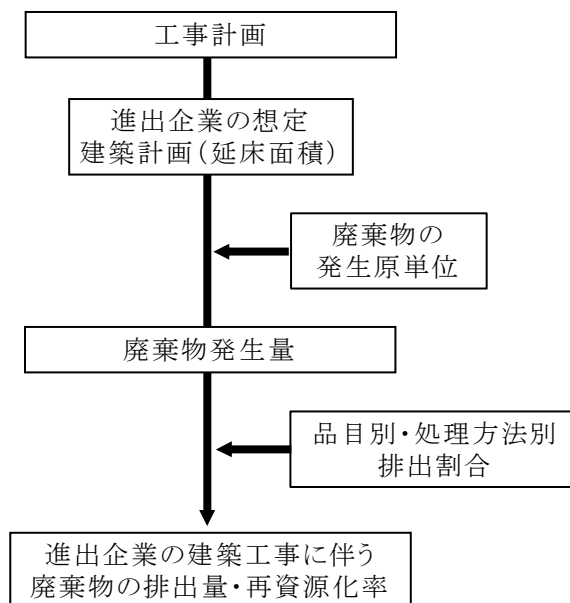 工事計画
進出企業の想定
建築計画(延床面積)
廃棄物の
発生原単位
廃棄物発生量
品目別・処理方法別
排出割合
進出企業の建築工事に伴う
廃棄物の排出量・再資源化率